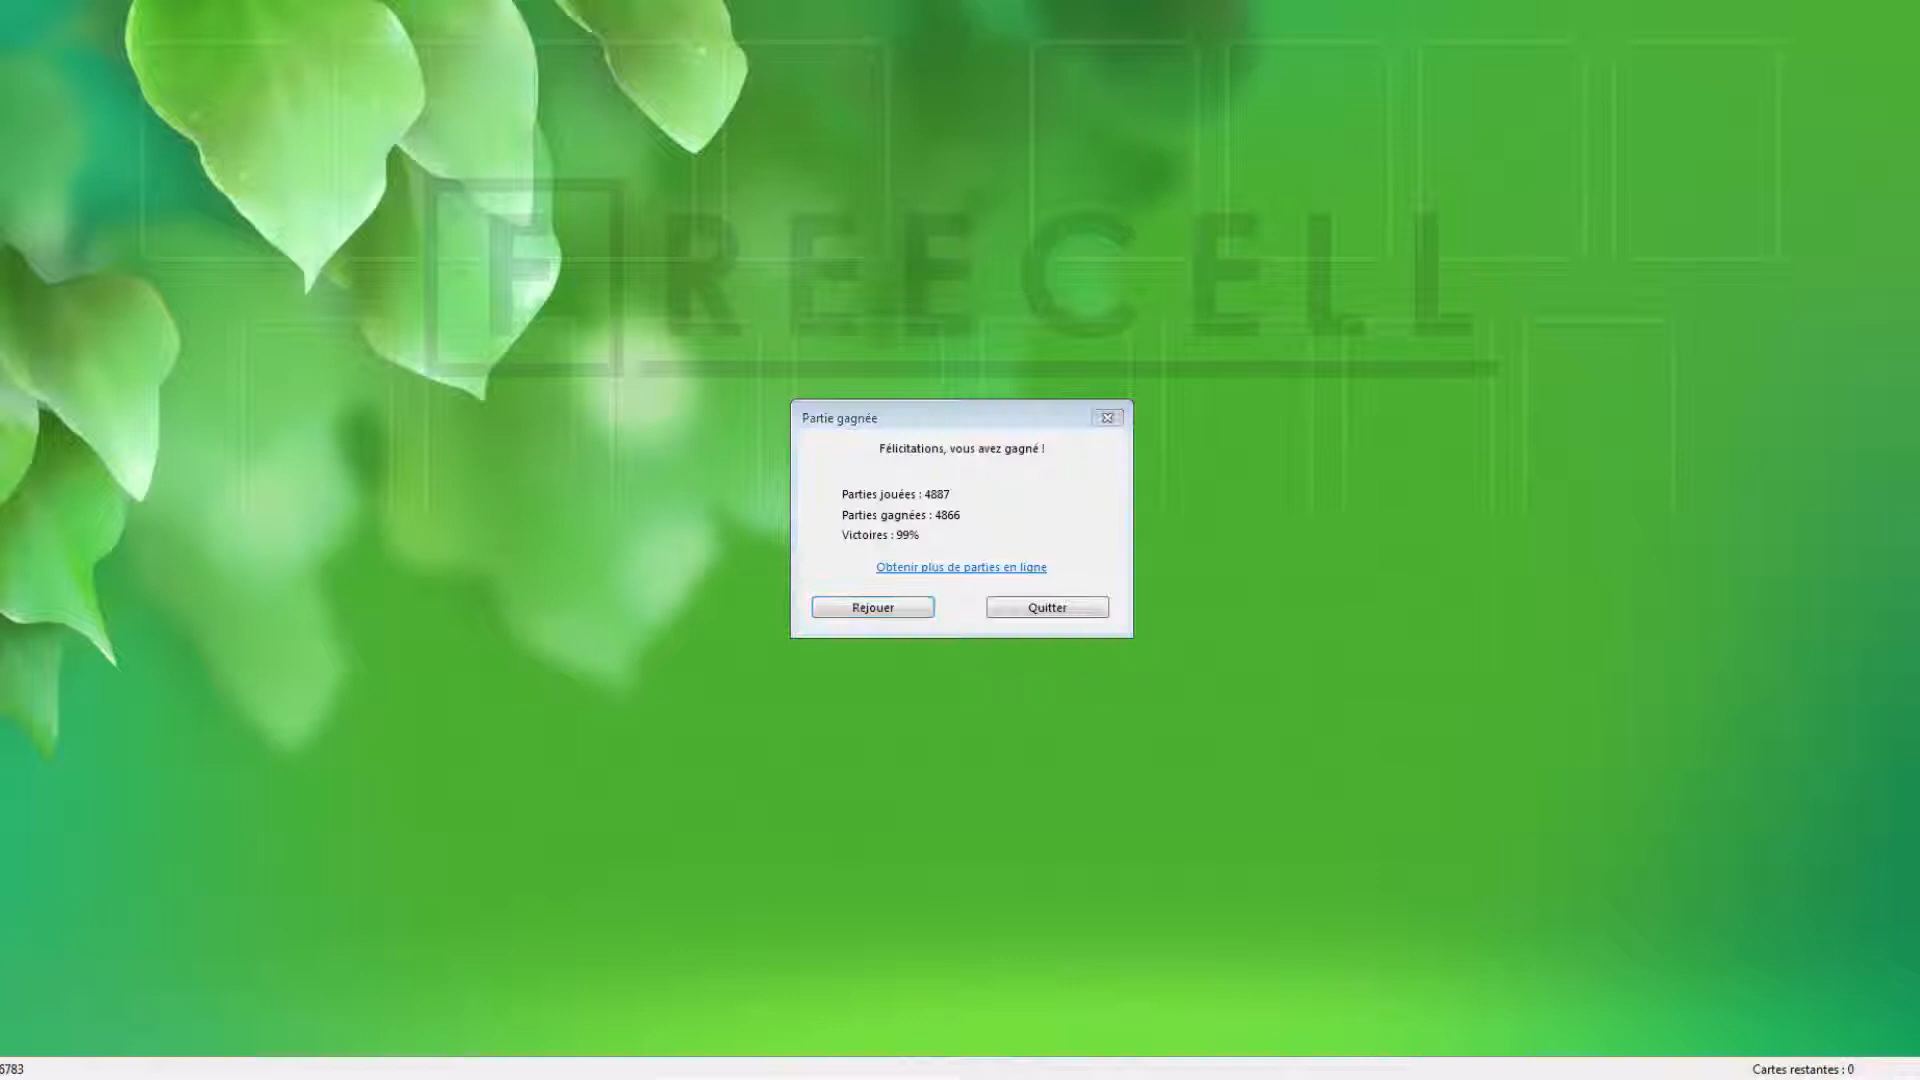 FREECELL
Partie gagnée
Félicitations, vous avez gagné !
Parties jouées : 4887
Parties gagnées : 4866
Victoires : 99%
Obtenir plus de parties en ligne
Rejouer
Quitter
6783
Cartes restantes : 0